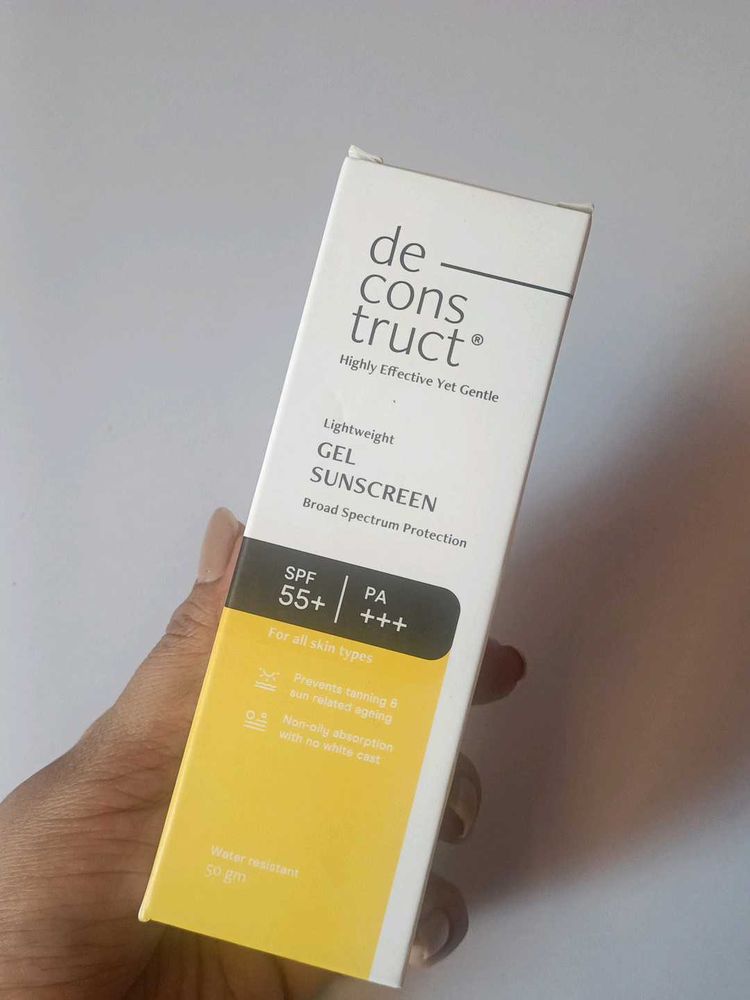 de
cons
truct®
Highly Effective Yet Gentle
Lightweight
GEL
SUNSCREEN
Broad Spectrum Protection
SPF
55+
PA
+++
For all skin types
Prevents tanning &
sun related ageing
Non-oily absorption
with no white cast
Water resistant
50 gm